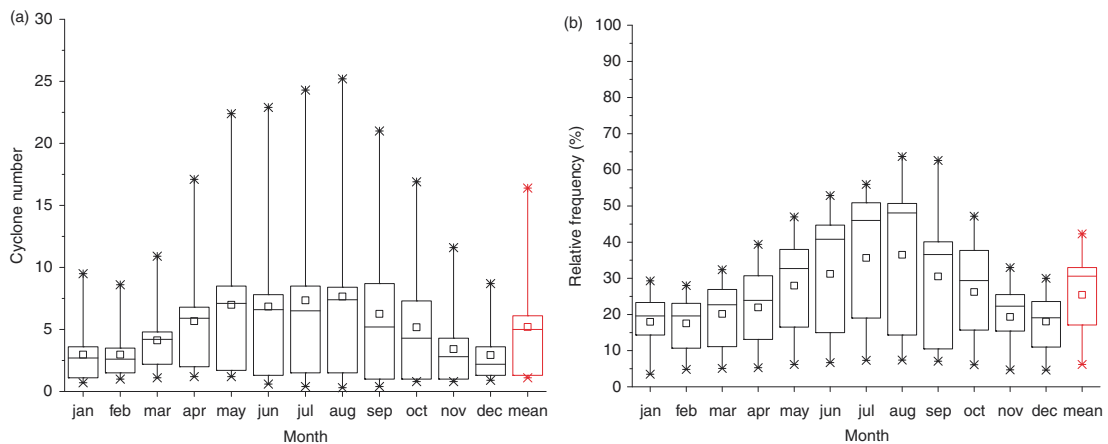 (a)
30
25
20
15
10
5
0
Cyclone number
jan feb mar apr may jun jul aug sep oct nov dec mean
Month
(b)
100
90
80
70
60
50
40
30
20
10
0
Relative frequency (%)
jan feb mar apr may jun jul aug sep oct nov dec mean
Month